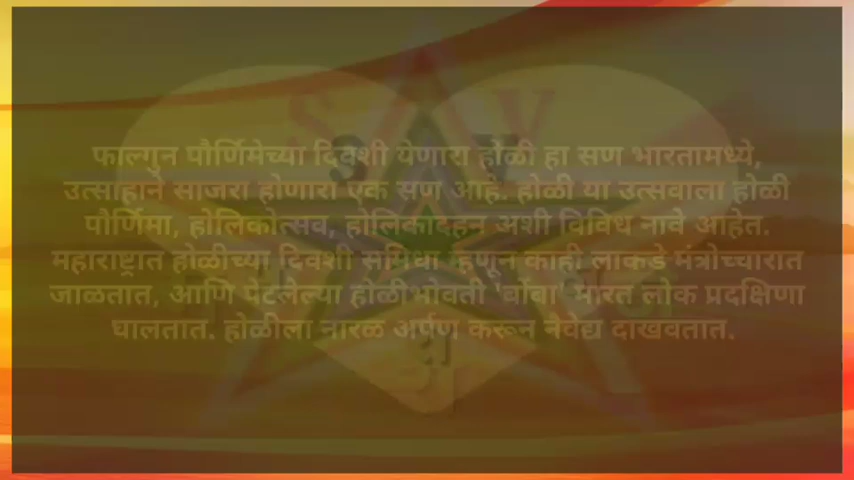 S V
फाल्गुन पौर्णिमेच्या दिवशी येणारा होळी हा सण भारतामध्ये,
उत्साहाने साजरा होणारा एक सण आहे. होळी या उत्सवाला होळी
पौर्णिमा, होलिकोत्सव, होलिकादहन अशी विविध नावे आहेत.
महाराष्ट्रात होळीच्या दिवशी समिधा म्हणून काही लाकडे मंत्रोच्चारात
जाळतात, आणि पेटलेल्या होळीभोवती 'बोंबा' मारत लोक प्रदक्षिणा
घालतात. होळीला नारळ अर्पण करून नैवेद्य दाखवतात.